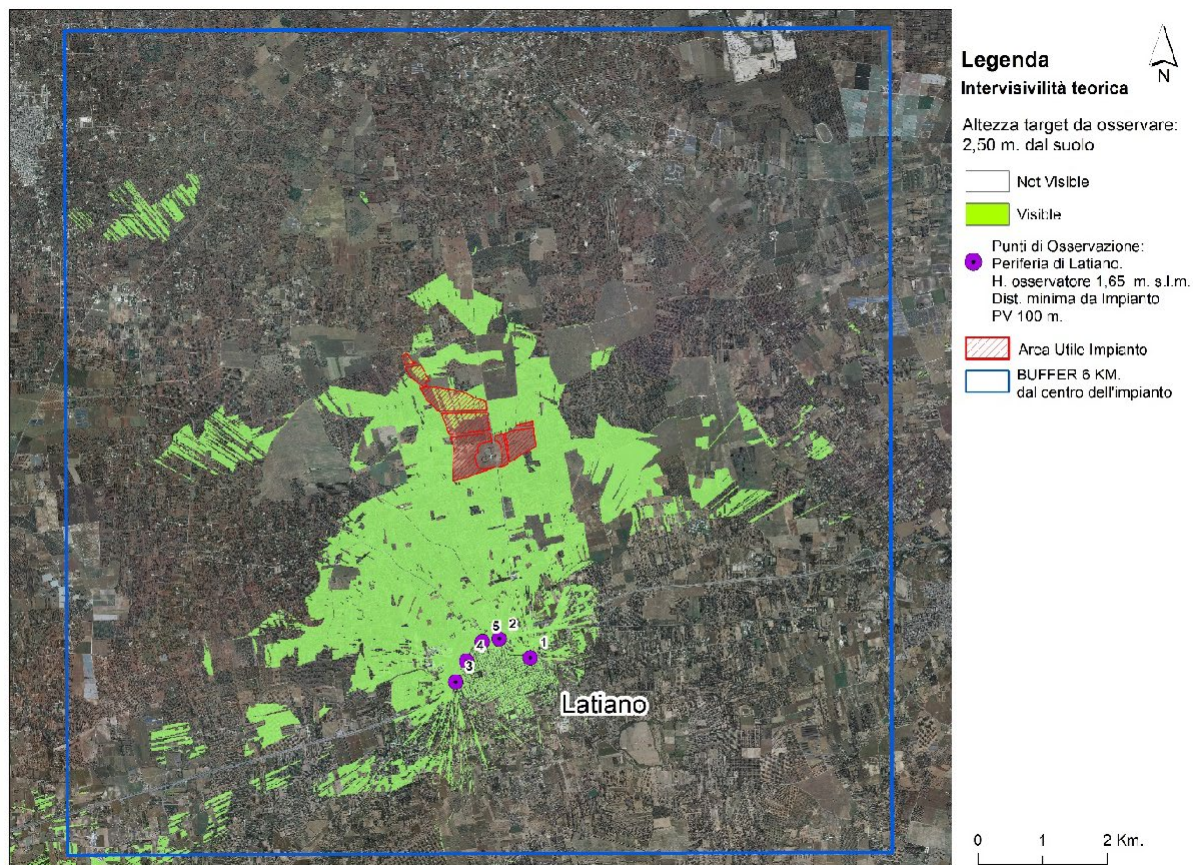 Legenda
Intervisivilità teorica
N
Altezza target da osservare:
2,50 m. dal suolo
Not Visible
Visible
Punti di Osservazione:
Periferia di Latiano.
H. osservatore 1,65 m. s.l.m.
Dist. minima da Impianto
PV 100 m.
Area Utile Impianto
BUFFER 6 KM.
dal centro dell'impianto
5 2
4
1
3
Latiano
0 1 2 Km.